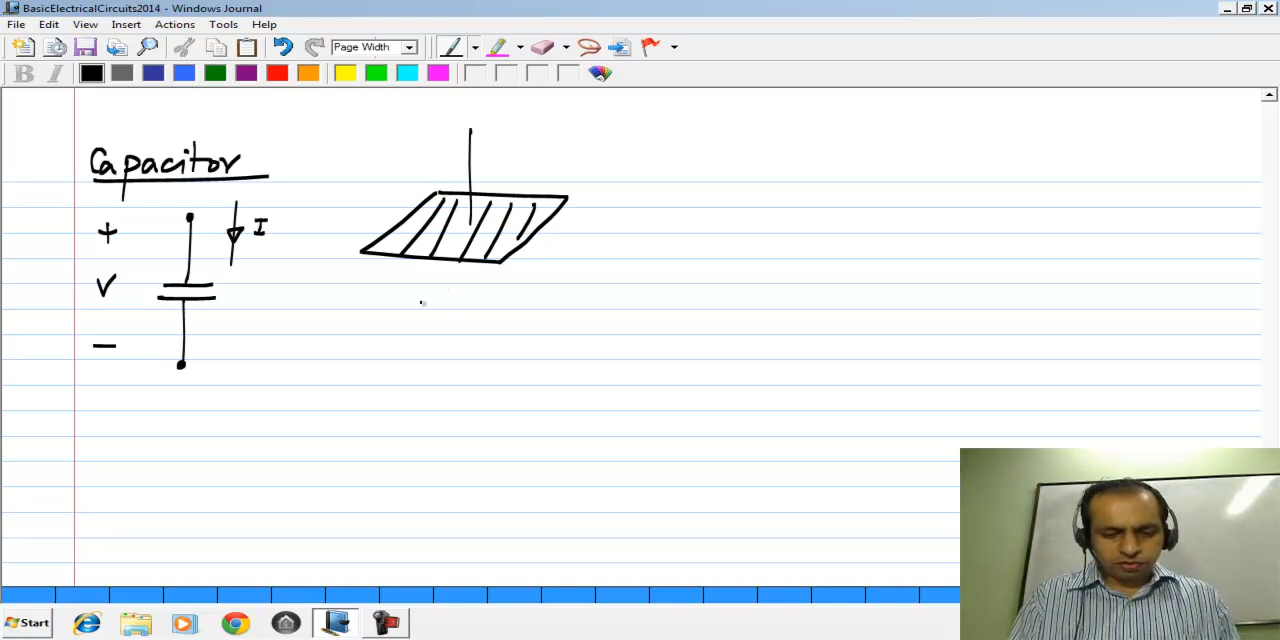 BasicElectricalCircuits2014 - Windows Journal
File Edit View Insert Actions Tools Help
Page Width
B I
Capacitor
+
I
V
−
Start